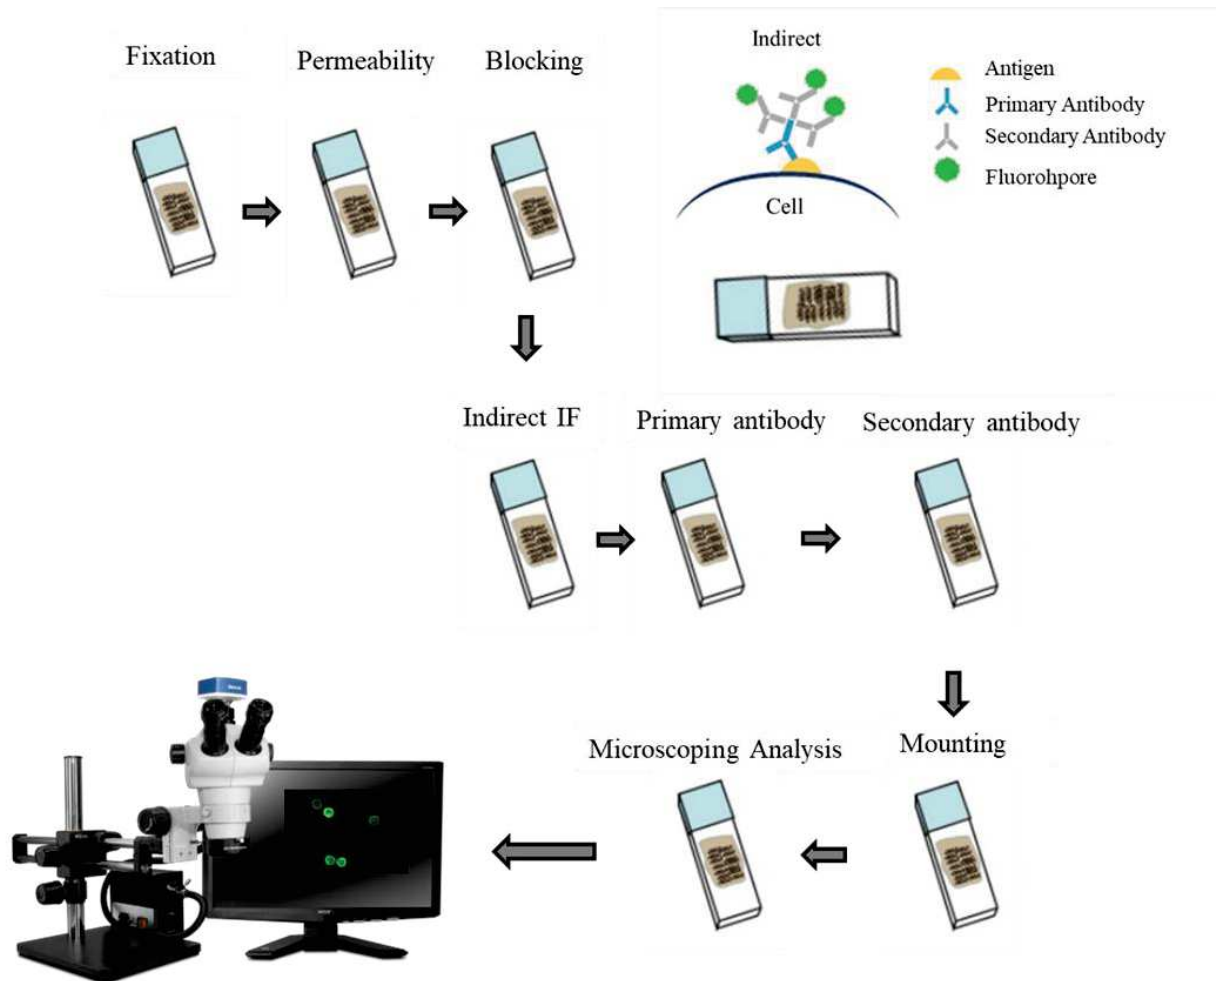 Fixation
Permeability
Blocking
Indirect
Antigen
Primary Antibody
Secondary Antibody
Fluorohpore
Cell
Indirect IF
Primary antibody
Secondary antibody
Microscoping Analysis
Mounting